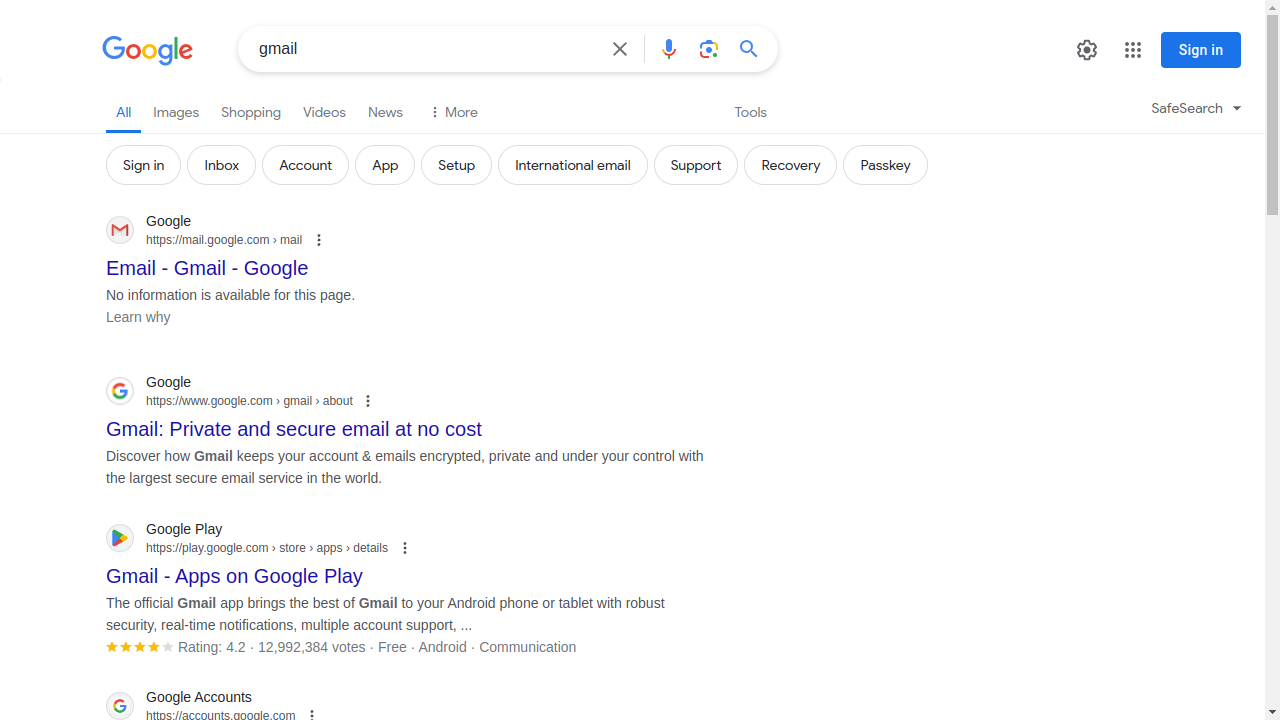 Google
gmail
Sign in
All
Images
Shopping
Videos
News
More
Tools
SafeSearch
Sign in
Inbox
Account
App
Setup
International email
Support
Recovery
Passkey
Google
https://mail.google.com › mail
Email - Gmail - Google
No information is available for this page.
Learn why
Google
https://www.google.com › gmail › about
Gmail: Private and secure email at no cost
Discover how Gmail keeps your account & emails encrypted, private and under your control with
the largest secure email service in the world.
Google Play
https://play.google.com › store › apps › details
Gmail - Apps on Google Play
The official Gmail app brings the best of Gmail to your Android phone or tablet with robust
security, real-time notifications, multiple account support, ...
Rating: 4.2 · 12,992,384 votes · Free · Android · Communication
Google Accounts
https://accounts.google.com